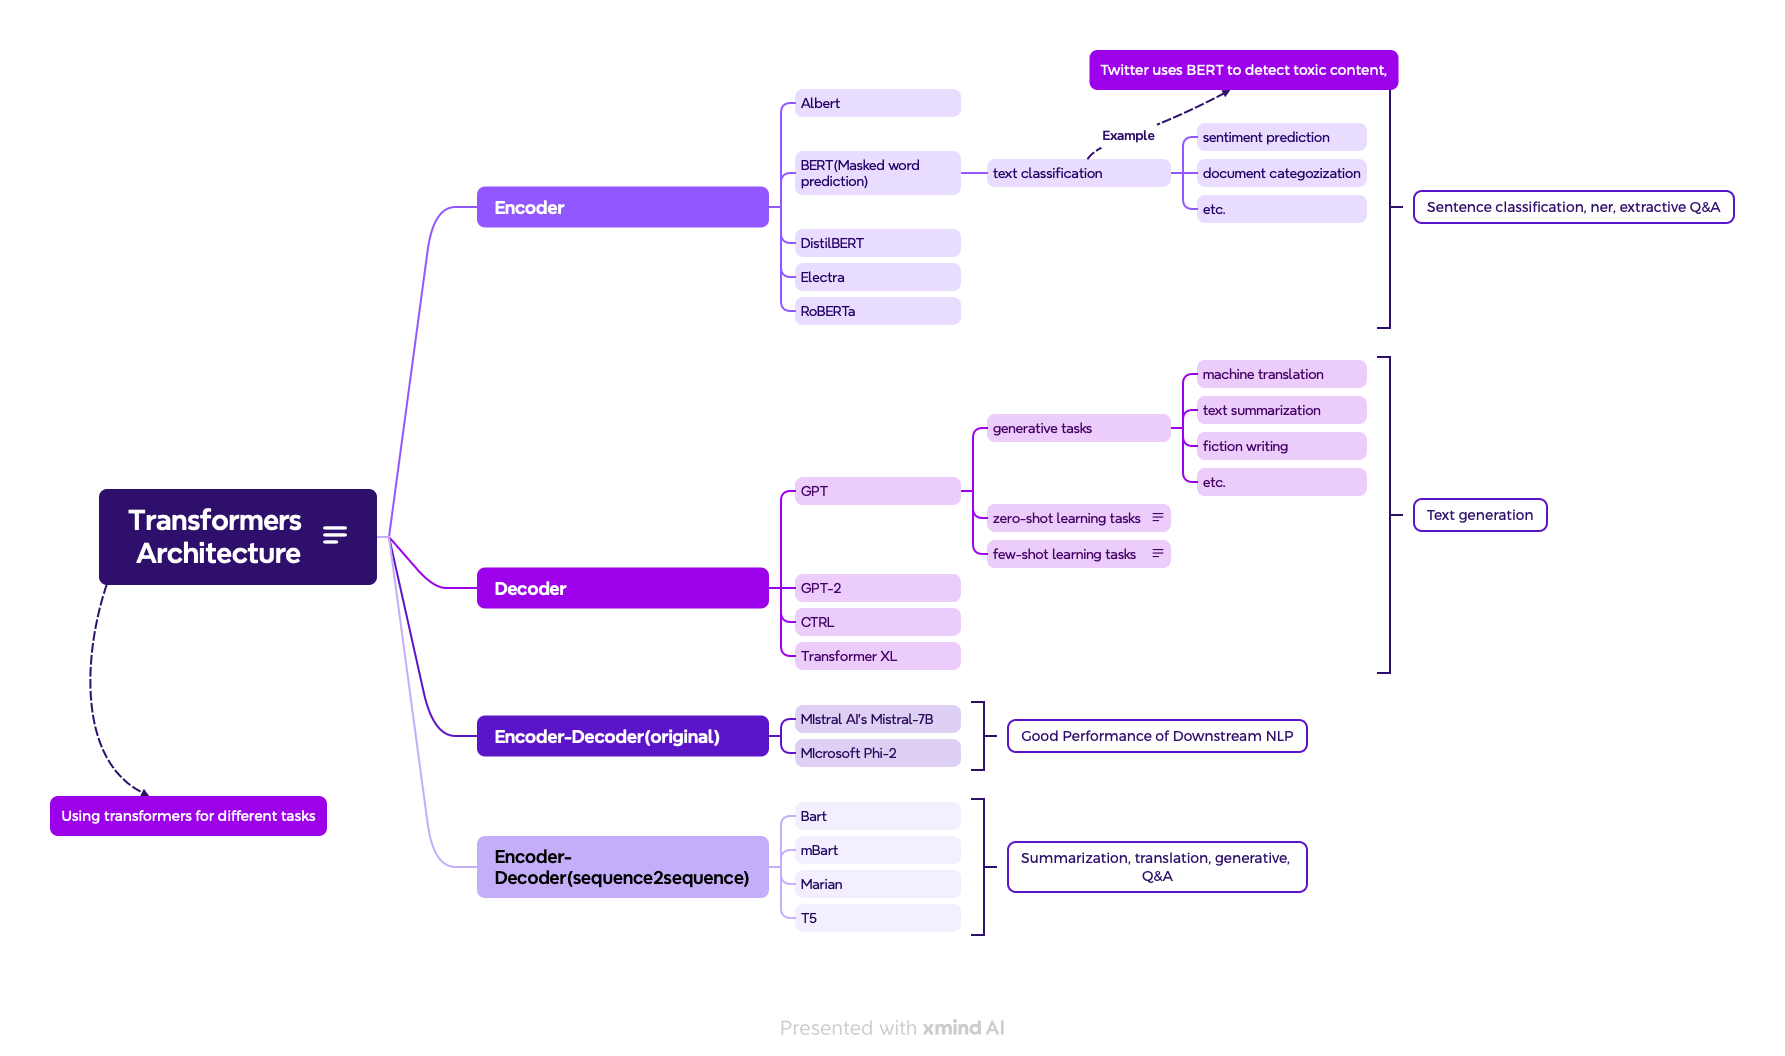 Transformers
Architecture
Using transformers for different tasks
Encoder
Albert
BERT(Masked word
prediction)
text classification
Example
Twitter uses BERT to detect toxic content,
sentiment prediction
document categozization
etc.
DistilBERT
Electra
RoBERTa
Sentence classification, ner, extractive Q&A
Decoder
GPT
generative tasks
machine translation
text summarization
fiction writing
etc.
zero-shot learning tasks
few-shot learning tasks
GPT-2
CTRL
Transformer XL
Text generation
Encoder-Decoder(original)
MIstral AI's Mistral-7B
MIcrosoft Phi-2
Good Performance of Downstream NLP
Encoder-
Decoder(sequence2sequence)
Bart
mBart
Marian
T5
Summarization, translation, generative,
Q&A
Presented with xmind AI